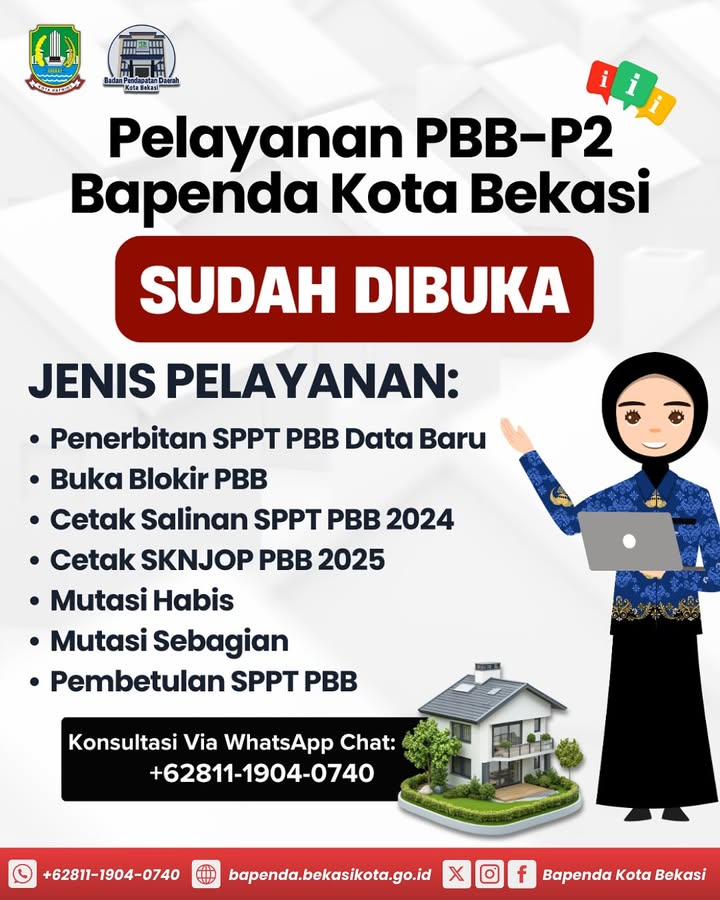 KOTA BEKASI
Badan Pendapatan Daerah
Kota Bekasi
i i i
Pelayanan PBB-P2
Bapenda Kota Bekasi
SUDAH DIBUKA
JENIS PELAYANAN:
• Penerbitan SPPT PBB Data Baru
• Buka Blokir PBB
• Cetak Salinan SPPT PBB 2024
• Cetak SKNJOP PBB 2025
• Mutasi Habis
• Mutasi Sebagian
• Pembetulan SPPT PBB
Konsultasi Via WhatsApp Chat:
+62811-1904-0740
+62811-1904-0740 bapenda.bekasikota.go.id Bapenda Kota Bekasi